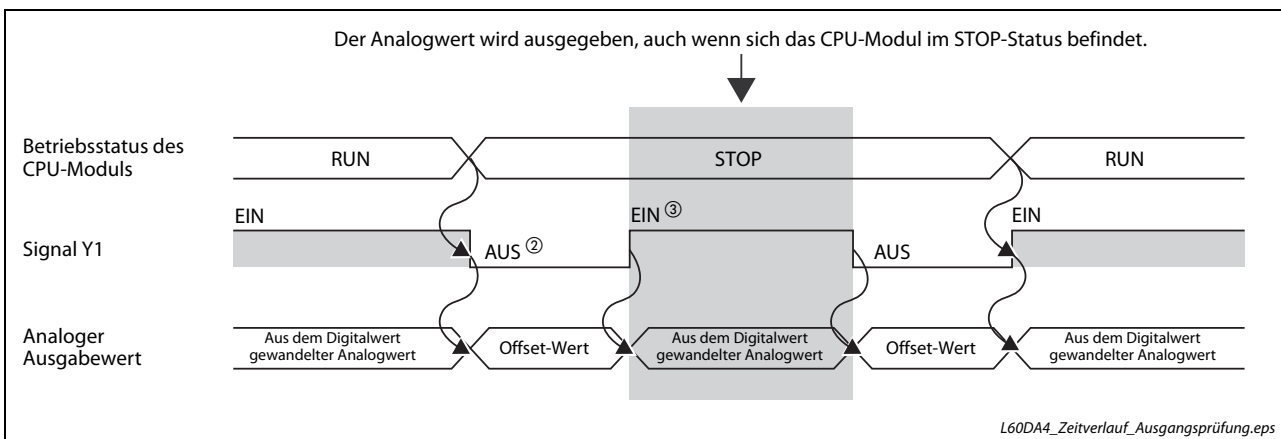 Der Analogwert wird ausgegeben, auch wenn sich das CPU-Modul im STOP-Status befindet.
Betriebsstatus des
CPU-Moduls
RUN
STOP
RUN
EIN
EIN ③
EIN
Signal Y1
AUS ②
AUS
Analoger
Ausgabewert
Aus dem Digitalwert
gewandelter Analogwert
Offset-Wert
Aus dem Digitalwert
gewandelter Analogwert
Offset-Wert
Aus dem Digitalwert
gewandelter Analogwert
L60DA4_Zeitverlauf_Ausgangsprüfung.eps